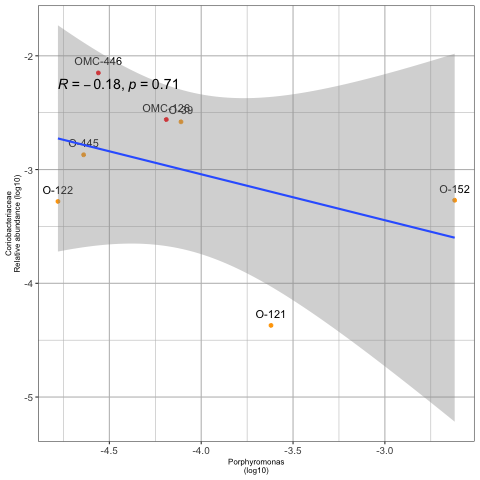 OMC-446
R = −0.18, p = 0.71
OMC-126
O-39
O-445
O-122
O-152
O-121
-2
-3
-4
-5
-4.5
-4.0
-3.5
-3.0
Coriobacteriaceae
Relative abundance (log10)
Porphyromonas
(log10)